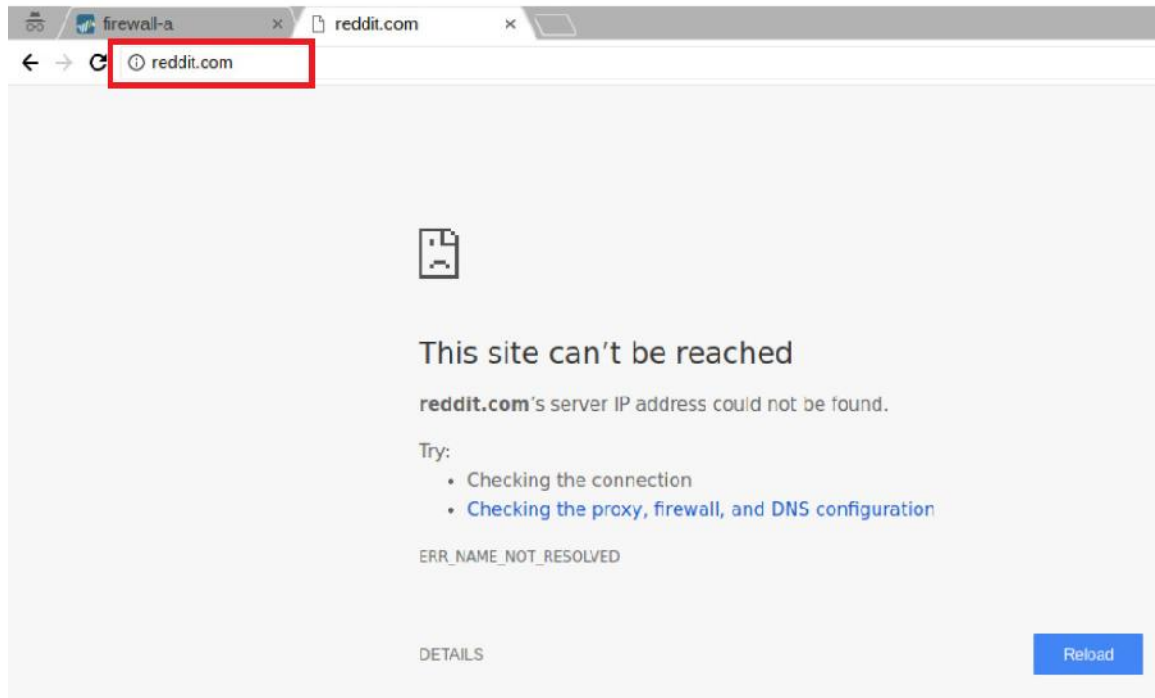 firewall-a × reddit.com ×
reddit.com
This site can't be reached
reddit.com's server IP address could not be found.
Try:
• Checking the connection
• Checking the proxy, firewall, and DNS configuration
ERR_NAME_NOT_RESOLVED
DETAILS Reload